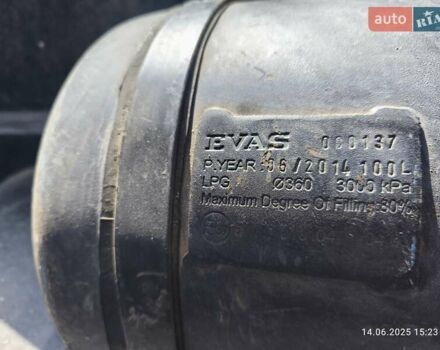 auto RIA
EVAS 000137
P.YEAR 06/2014 100L
LPG Ø360 3000 kPa
Maximum Degree Of Filling 80%
14.06.2025 15:23